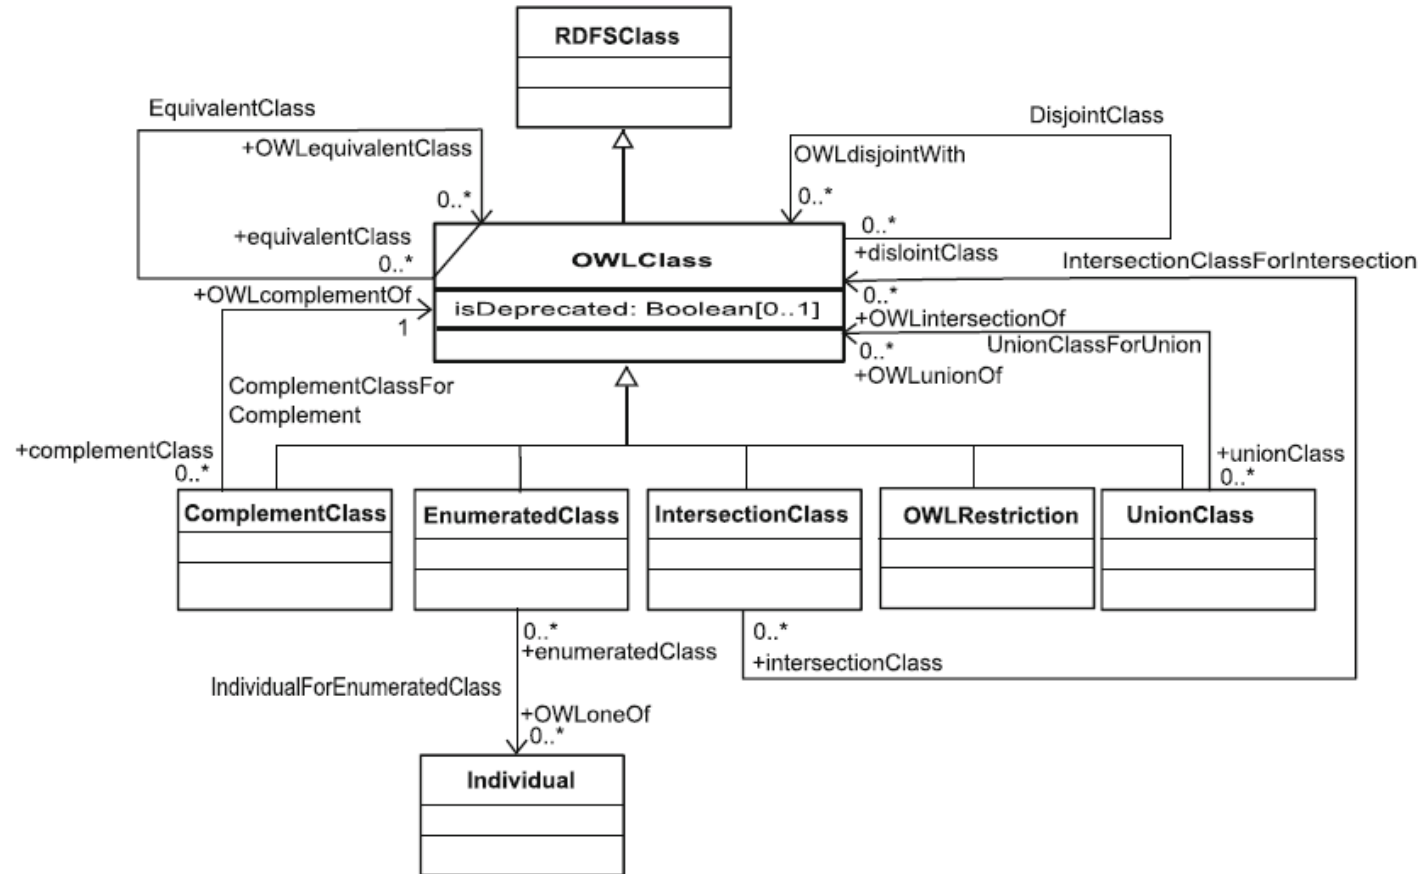 RDFSClass
EquivalentClass
+OWLequivalentClass
0..*
DisjointClass
OWLdisjointWith
0..*
+equivalentClass
0..*
OWLClass
0..*
+dislointClass
IntersectionClassForIntersection
+OWLcomplementOf
1
isDeprecated: Boolean[0..1]
0..*
+OWLintersectionOf
UnionClassForUnion
0..*
+OWLunionOf
ComplementClassFor
Complement
+complementClass
0..*
+unionClass
0..*
ComplementClass
EnumeratedClass
IntersectionClass
OWLRestriction
UnionClass
0..*
+enumeratedClass
0..*
+intersectionClass
IndividualForEnumeratedClass
+OWLoneOf
0..*
Individual